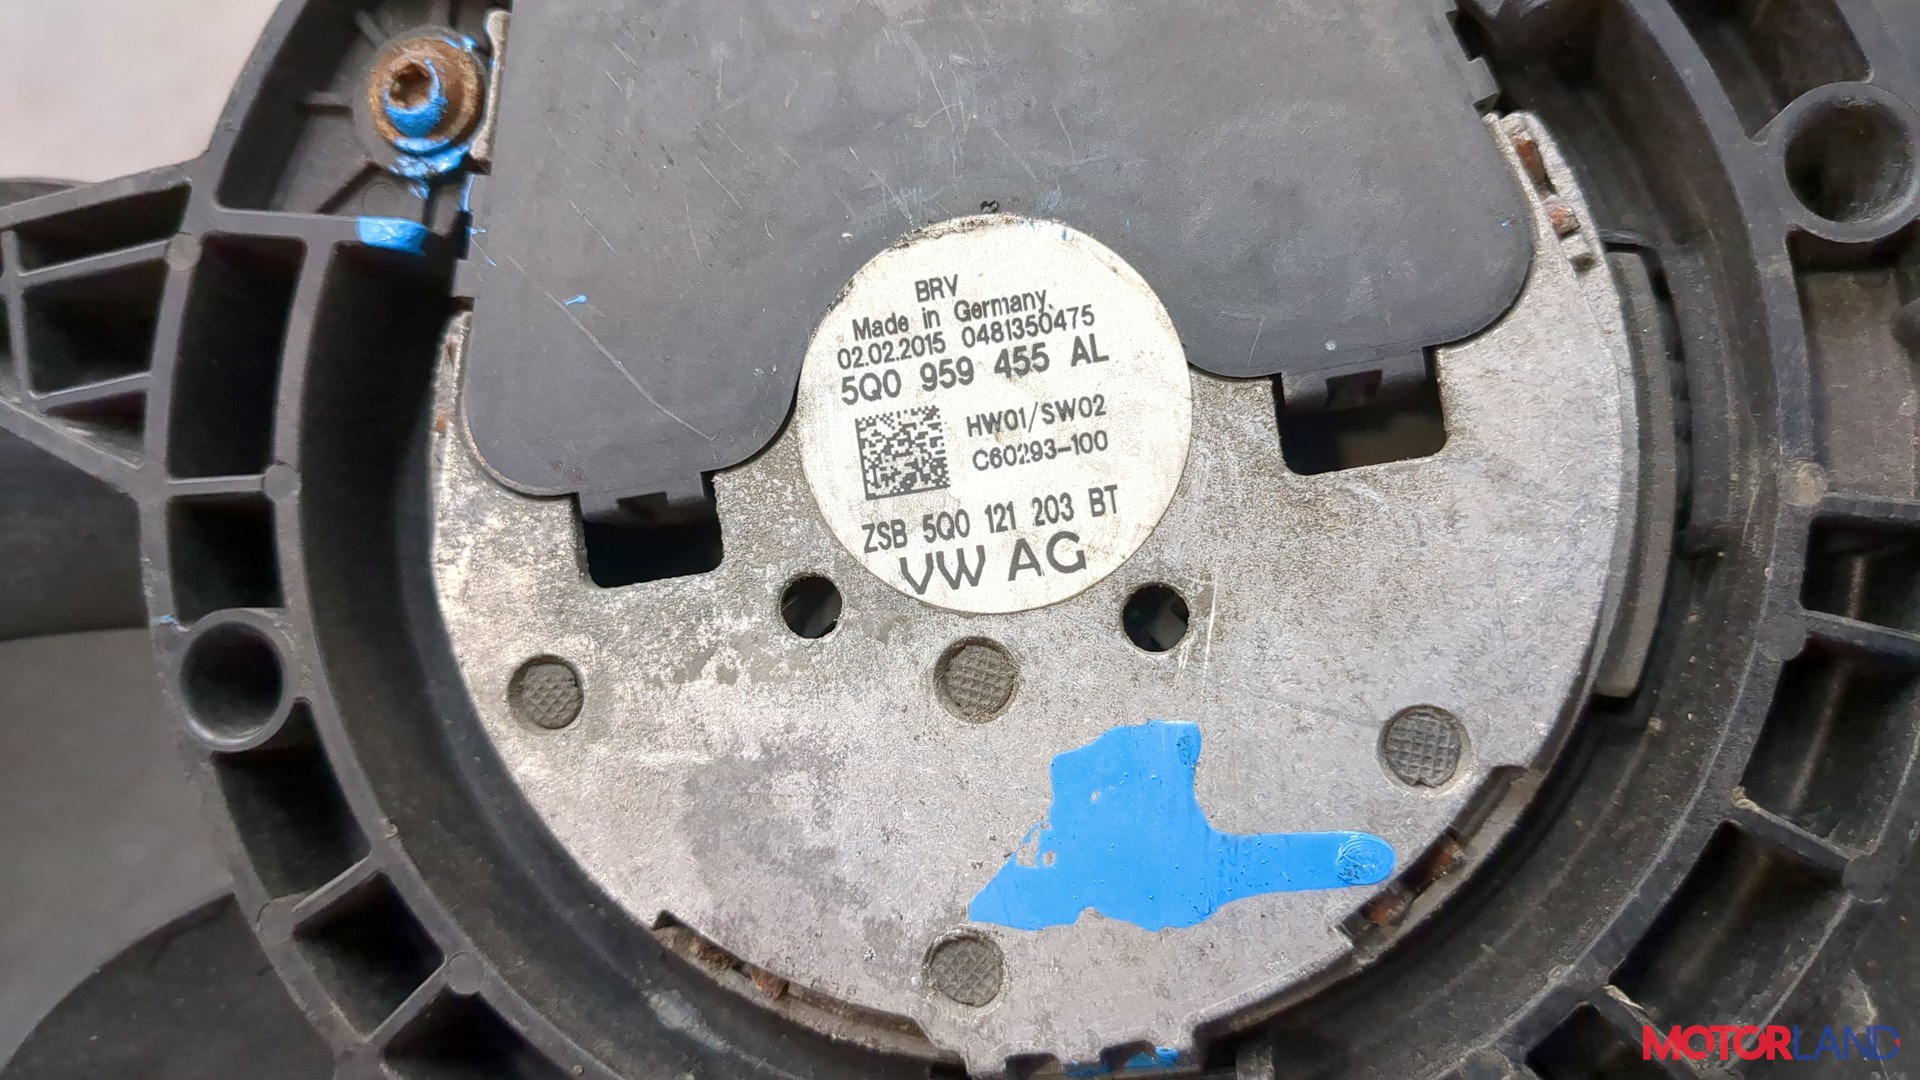 BRV
Made in Germany.
02.02.2015 0481350475
5Q0 959 455 AL
HW01/SW02
C60293-100
ZSB 5Q0 121 203 BT
VW AG
MOTORLAND